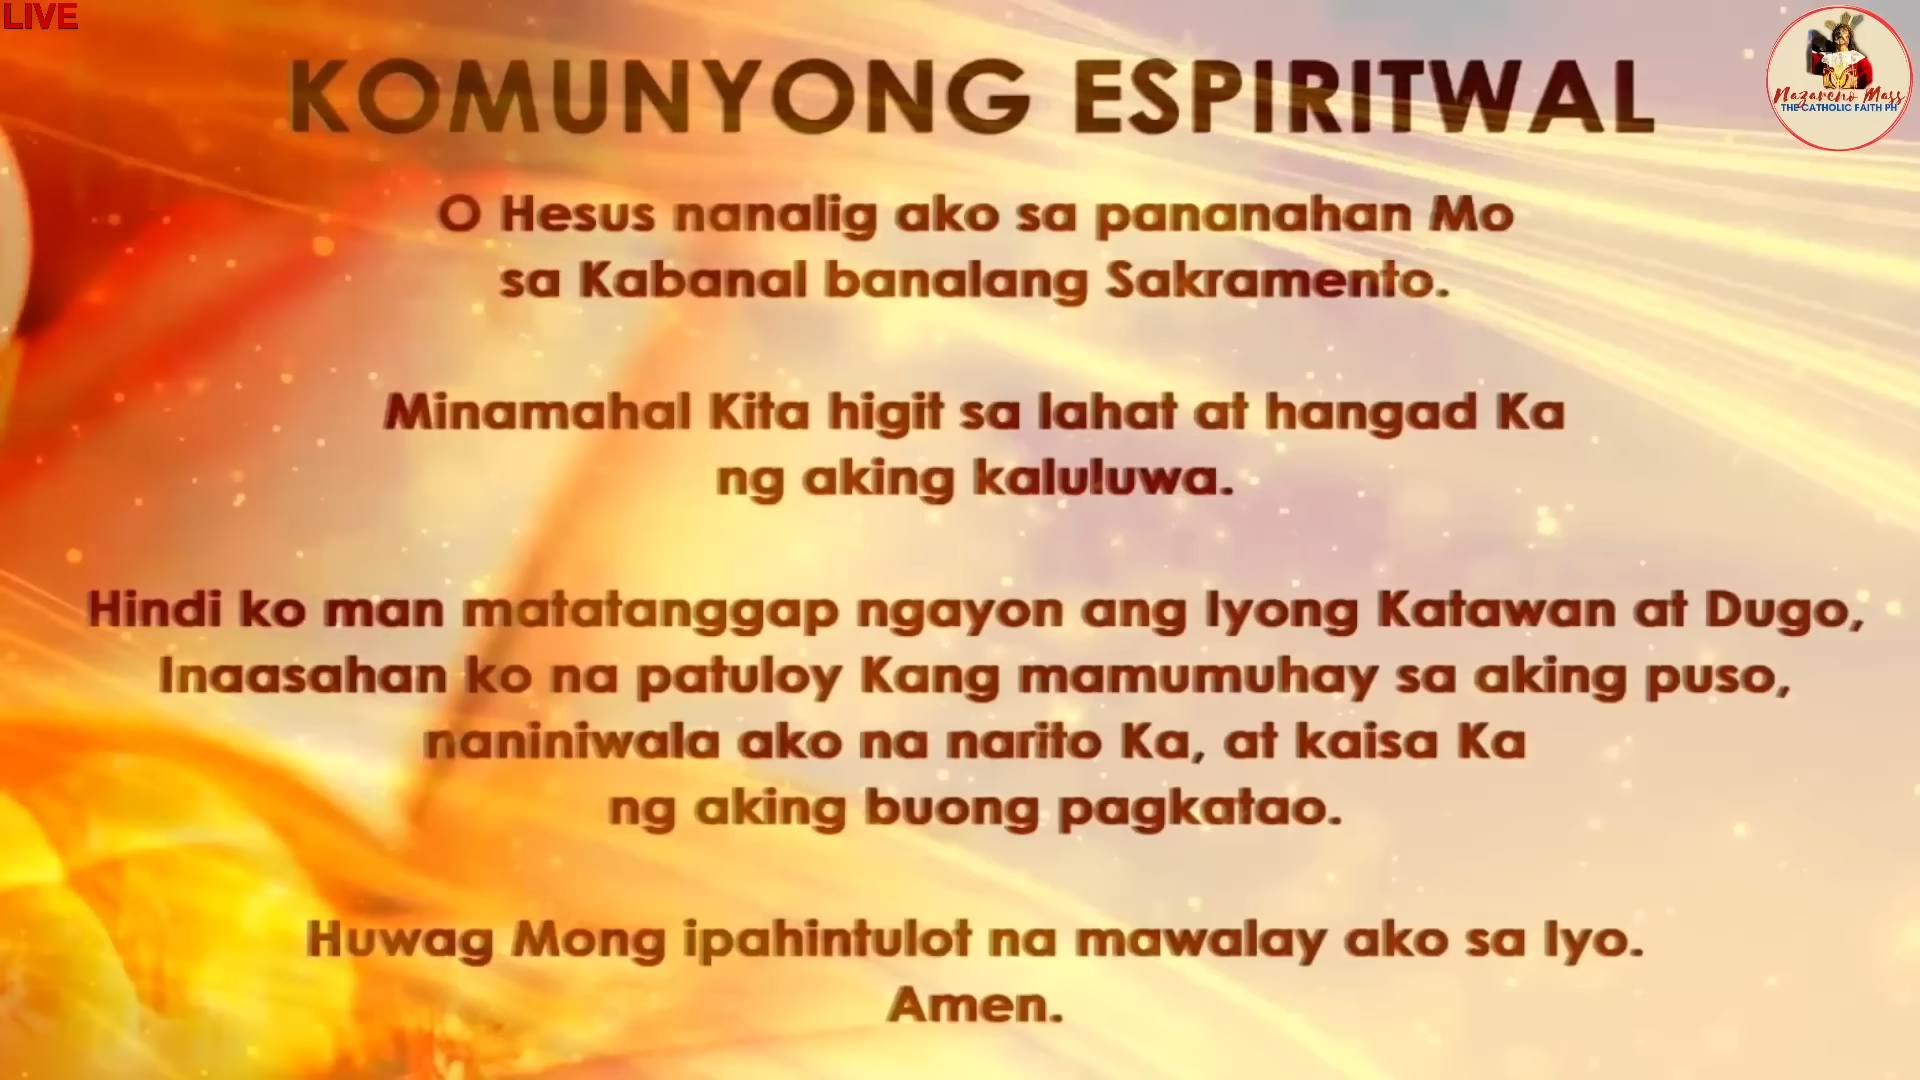 LIVE
Nazareno Mass
THE CATHOLIC FAITH PH
KOMUNYONG ESPIRITWAL
O Hesus nanalig ako sa pananahan Mo
sa Kabanal banalang Sakramento.
Minamahal Kita higit sa lahat at hangad Ka
ng aking kaluluwa.
Hindi ko man matatanggap ngayon ang Iyong Katawan at Dugo,
Inaasahan ko na patuloy Kang mamumuhay sa aking puso,
naniniwala ako na narito Ka, at kaisa Ka
ng aking buong pagkatao.
Huwag Mong ipahintulot na mawalay ako sa Iyo.
Amen.